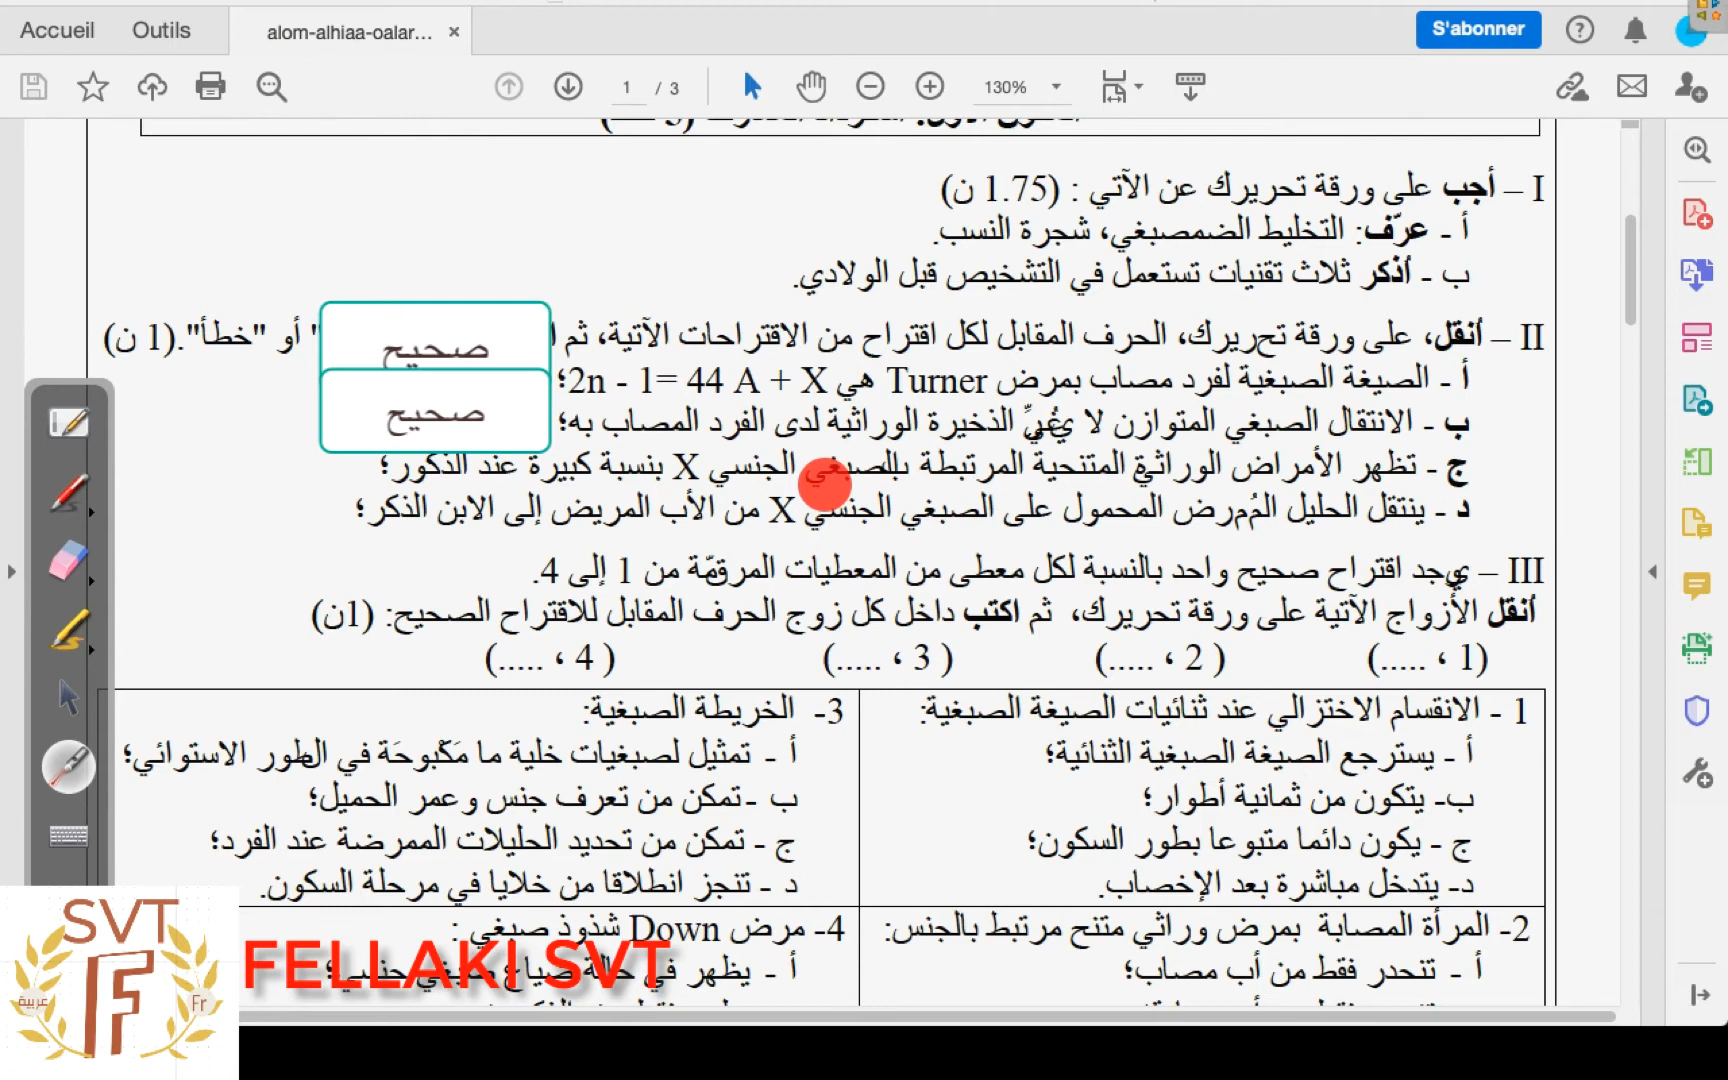 Accueil
Outils
alom-alhiaa-oalar... ×
S'abonner
1 / 3
130%
I – أجب على ورقة تحريرك عن الآتي : (1.75 ن)
أ - عرّف: التخليط الضمصبغي، شجرة النسب.
ب - أذكر ثلاث تقنيات تستعمل في التشخيص قبل الولادي.
II – أنقل، على ورقة تحريرك، الحرف المقابل لكل اقتراح من الاقتراحات الآتية، ثم ا " أو "خطأ".(1 ن)
أ - الصيغة الصبغية لفرد مصاب بمرض Turner هي 2n - 1= 44 A + X؛
صحيح
ب - الانتقال الصبغي المتوازن لا يُغيِّر الذخيرة الوراثية لدى الفرد المصاب به؛
صحيح
ج - تظهر الأمراض الوراثية المتنحية المرتبطة بالصبغي الجنسي X بنسبة كبيرة عند الذكور؛
د - ينتقل الحليل المُمرض المحمول على الصبغي الجنسي X من الأب المريض إلى الابن الذكر؛
III – يوجد اقتراح صحيح واحد بالنسبة لكل معطى من المعطيات المرقمّة من 1 إلى 4.
أنقل الأزواج الآتية على ورقة تحريرك، ثم اكتب داخل كل زوج الحرف المقابل للاقتراح الصحيح: (1ن)
(1 ، .....) (2 ، .....) (3 ، .....) (4 ، .....)
1 - الانقسام الاختزالي عند ثنائيات الصيغة الصبغية:
أ - يسترجع الصيغة الصبغية الثنائية؛
ب- يتكون من ثمانية أطوار؛
ج - يكون دائما متبوعا بطور السكون؛
د- يتدخل مباشرة بعد الإخصاب.
3- الخريطة الصبغية:
أ - تمثيل لصبغيات خلية ما مَكْبوحَة في الطور الاستوائي؛
ب - تمكن من تعرف جنس وعمر الحميل؛
ج - تمكن من تحديد الحليلات الممرضة عند الفرد؛
د - تنجز انطلاقا من خلايا في مرحلة السكون.
2- المرأة المصابة بمرض وراثي متنح مرتبط بالجنس:
أ - تنحدر فقط من أب مصاب؛
4- مرض Down شذوذ صبغي :
أ - يظهر في حالة ضياع صبغي جنسي؛
SVT
F
عربية
Fr
FELLAKI SVT